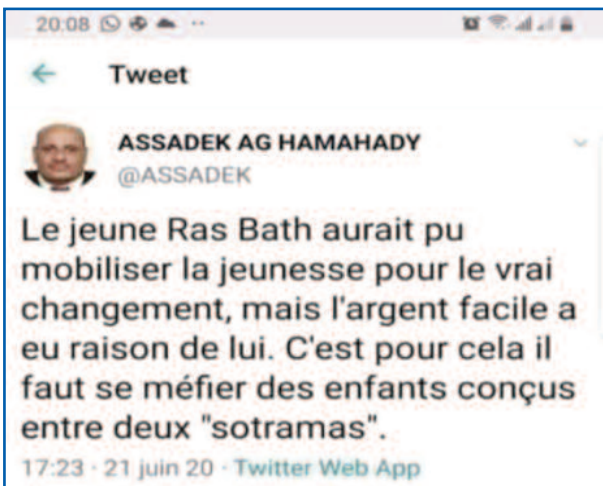 20:08
Tweet
ASSADEK AG HAMAHADY
@ASSADEK
Le jeune Ras Bath aurait pu
mobiliser la jeunesse pour le vrai
changement, mais l'argent facile a
eu raison de lui. C'est pour cela il
faut se méfier des enfants conçus
entre deux "sotramas".
17:23 · 21 juin 20 · Twitter Web App